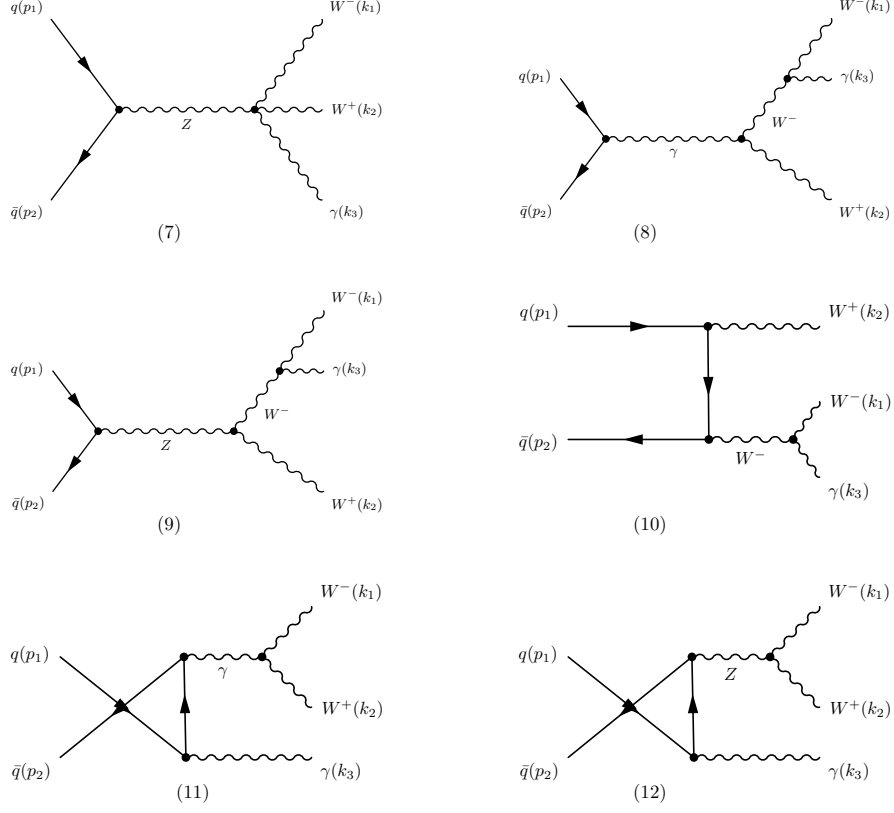 q(p₁) W⁻(k₁)
Z W⁺(k₂)
q̄(p₂) γ(k₃)
(7)
W⁻(k₁)
q(p₁) γ(k₃)
W⁻
γ
q̄(p₂) W⁺(k₂)
(8)
W⁻(k₁)
q(p₁) γ(k₃)
W⁻
Z
q̄(p₂) W⁺(k₂)
(9)
q(p₁) W⁺(k₂)
W⁻(k₁)
q̄(p₂) W⁻
γ(k₃)
(10)
W⁻(k₁)
q(p₁)
γ
W⁺(k₂)
q̄(p₂) γ(k₃)
(11)
W⁻(k₁)
q(p₁)
Z
W⁺(k₂)
q̄(p₂) γ(k₃)
(12)